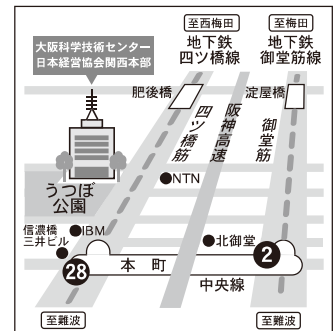 至西梅田
至梅田
地下鉄
四ツ橋線
地下鉄
御堂筋線
大阪科学技術センター
日本経営協会関西本部
肥後橋
淀屋橋
四ツ橋筋
阪神高速
御堂筋
NTN
うつぼ
公園
信濃橋
三井ビル
IBM
北御堂
2
28
本町
中央線
至難波
至難波